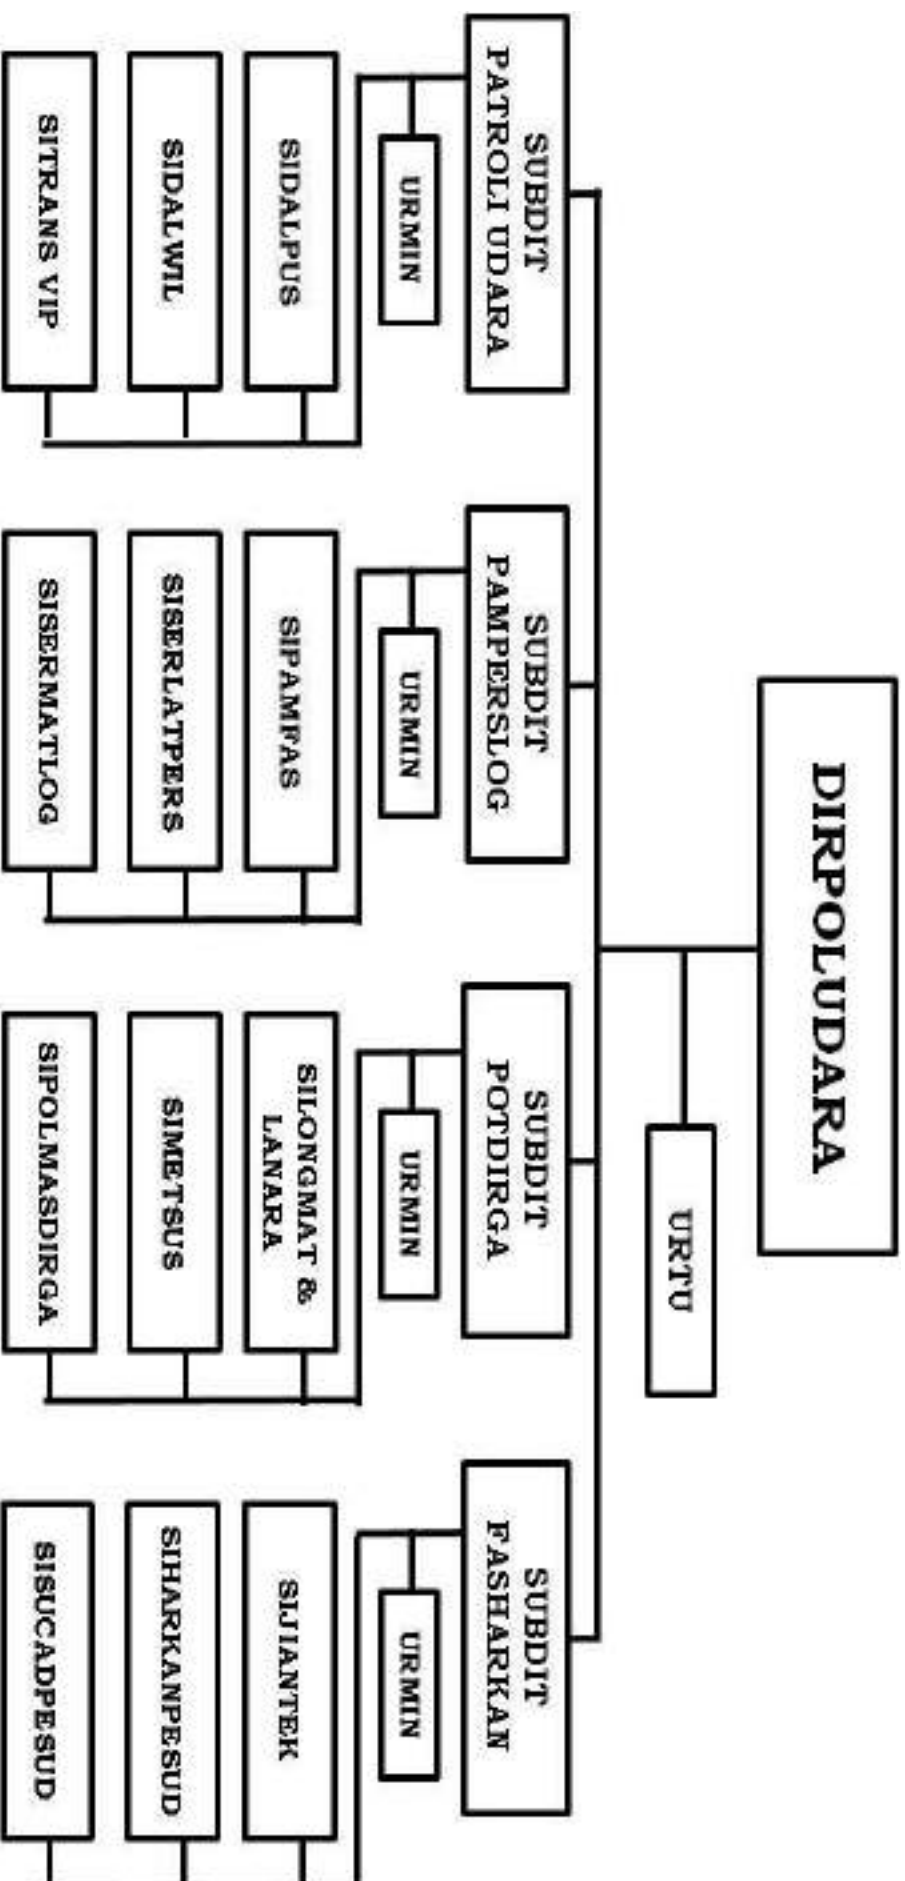 DIRPOLUDARA
URTU
SUBDIT
PATROLI UDARA
SUBDIT
PAMPERSLOG
SUBDIT
POTDIRGA
SUBDIT
FASHARKAN
URMIN
URMIN
URMIN
URMIN
SIDALPUS
SIPAMFAS
SILONGMAT &
LANARA
SIJIANTEK
SIDALWIL
SISERLATPERS
SIMETSUS
SIHARKANPESUD
SITRANS VIP
SISERMATLOG
SIPOLMASDIRGA
SISUCADPESUD